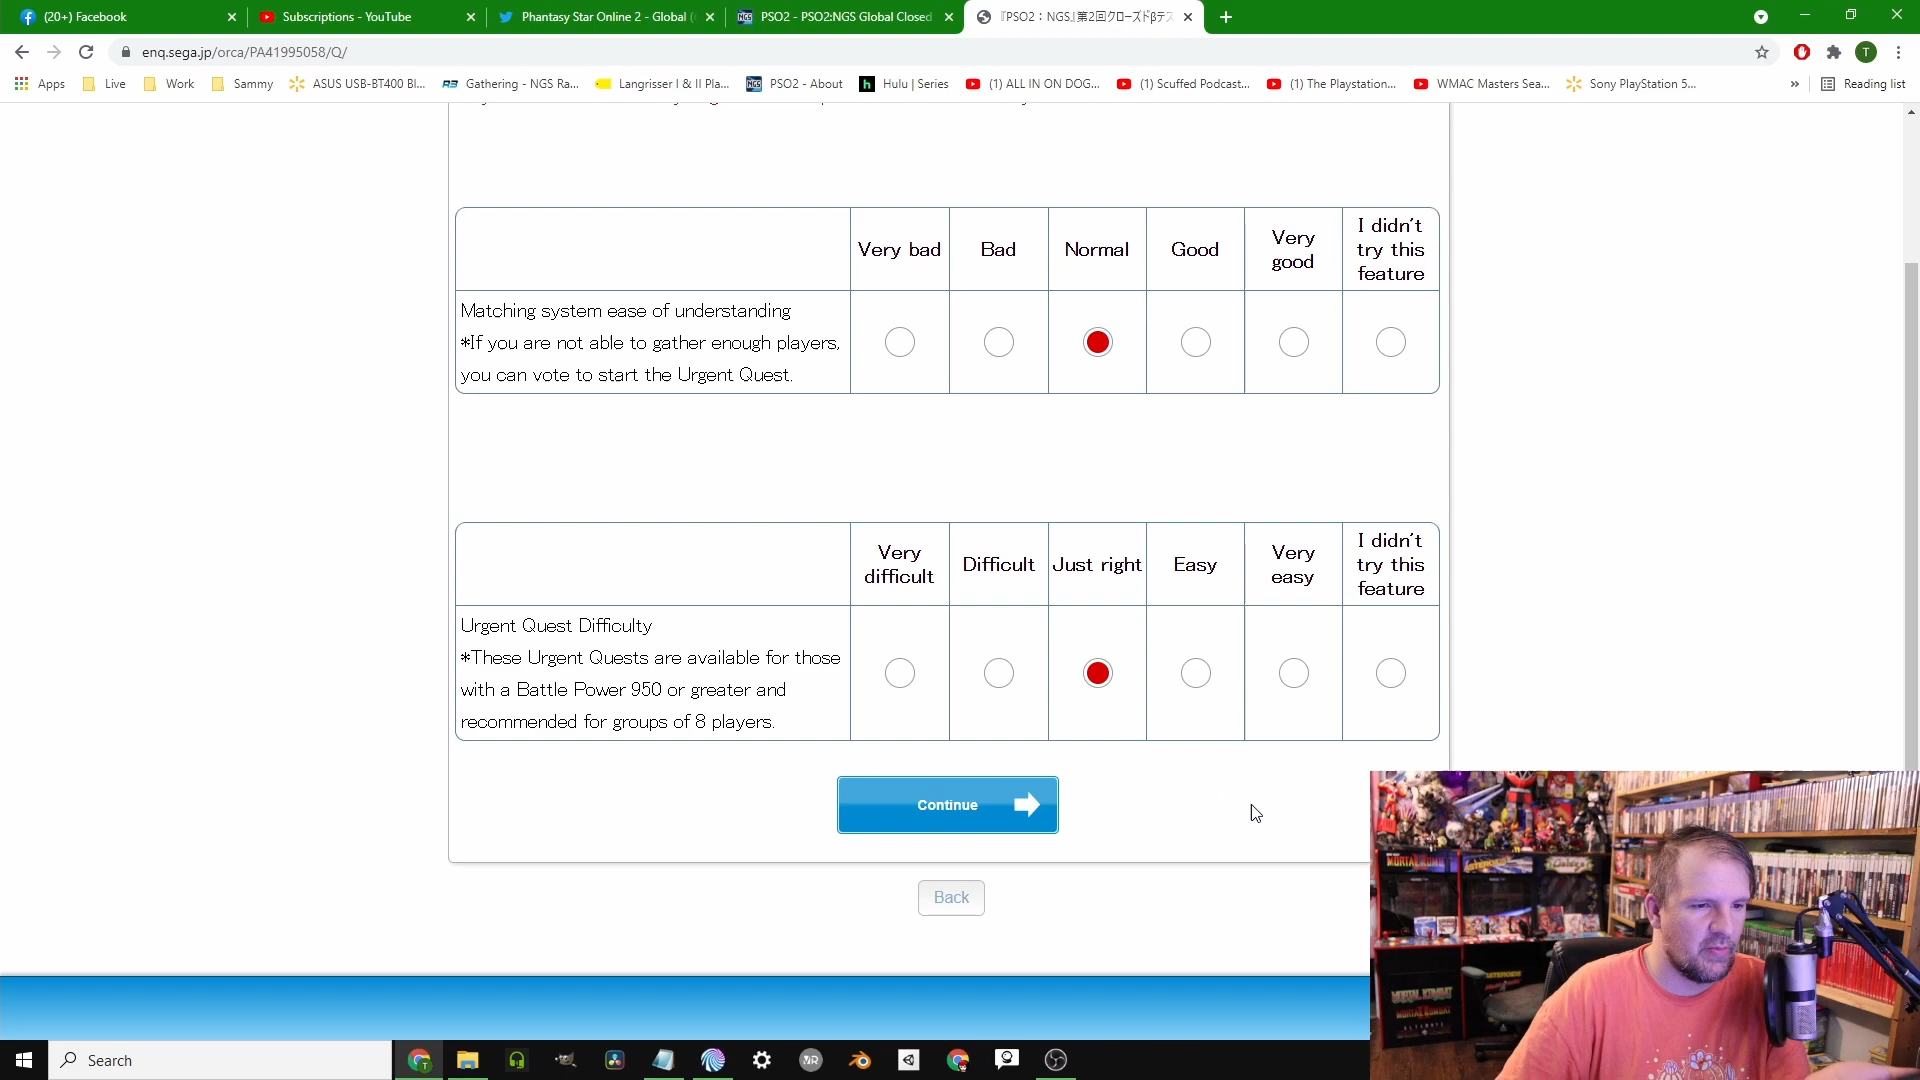 (20+) Facebook
Subscriptions - YouTube
Phantasy Star Online 2 - Global (
PSO2 - PSO2:NGS Global Closed
『PSO2：NGS』第2回クローズドβテス
enq.sega.jp/orca/PA41995058/Q/
Apps
Live
Work
Sammy
ASUS USB-BT400 Bl...
Gathering - NGS Ra...
Langrisser I & II Pla...
PSO2 - About
Hulu | Series
(1) ALL IN ON DOG...
(1) Scuffed Podcast...
(1) The Playstation...
WMAC Masters Sea...
Sony PlayStation 5...
»
Reading list
Very bad
Bad
Normal
Good
Very
good
I didn't
try this
feature
Matching system ease of understanding
*If you are not able to gather enough players,
you can vote to start the Urgent Quest.
Very
difficult
Difficult
Just right
Easy
Very
easy
I didn't
try this
feature
Urgent Quest Difficulty
*These Urgent Quests are available for those
with a Battle Power 950 or greater and
recommended for groups of 8 players.
Continue
Back
MORTAL KOMBAT
ASTEROIDS
MORTAL KOMBAT
Search